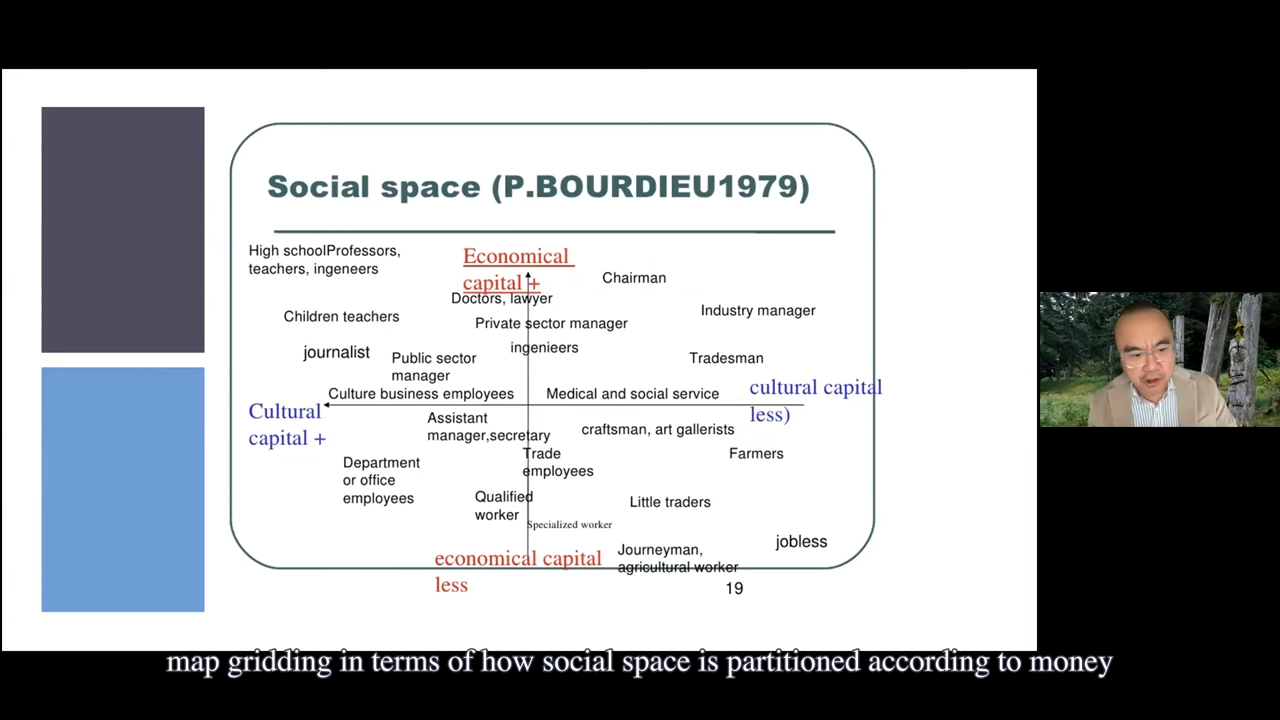 Social space (P.BOURDIEU1979)
High schoolProfessors,
teachers, ingeneers
Economical
capital +
Chairman
Doctors, lawyer
Industry manager
Children teachers
Private sector manager
journalist
ingenieers
Public sector
manager
Tradesman
Culture business employees
Medical and social service
cultural capital
less)
Cultural
capital +
Assistant
manager,secretary
craftsman, art gallerists
Trade
employees
Farmers
Department
or office
employees
Qualified
worker
Little traders
Specialized worker
jobless
economical capital
less
Journeyman,
agricultural worker
19
map gridding in terms of how social space is partitioned according to money